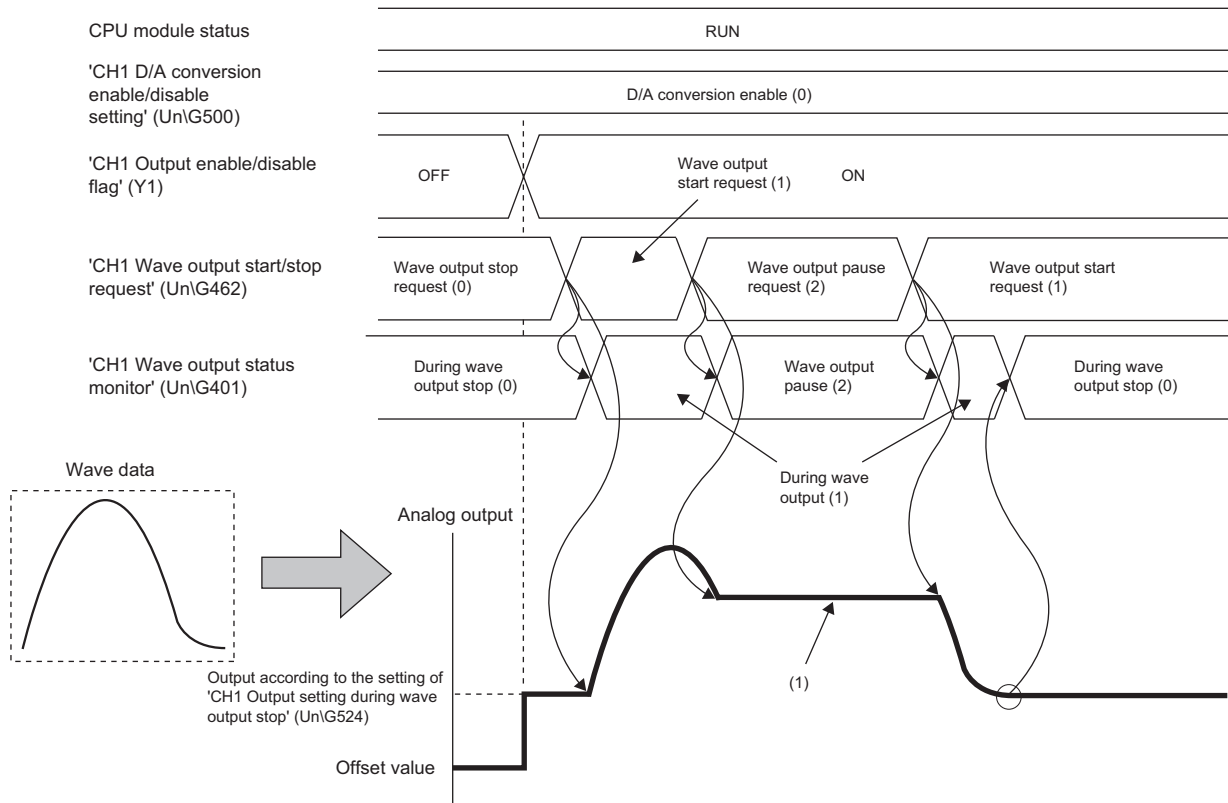 CPU module status
RUN
'CH1 D/A conversion
enable/disable
setting' (Un\G500)
D/A conversion enable (0)
'CH1 Output enable/disable
flag' (Y1)
OFF
Wave output
start request (1)
ON
'CH1 Wave output start/stop
request' (Un\G462)
Wave output stop
request (0)
Wave output pause
request (2)
Wave output start
request (1)
'CH1 Wave output status
monitor' (Un\G401)
During wave
output stop (0)
Wave output
pause (2)
During wave
output stop (0)
Wave data
During wave
output (1)
Analog output
(1)
Output according to the setting of
'CH1 Output setting during wave
output stop' (Un\G524)
Offset value